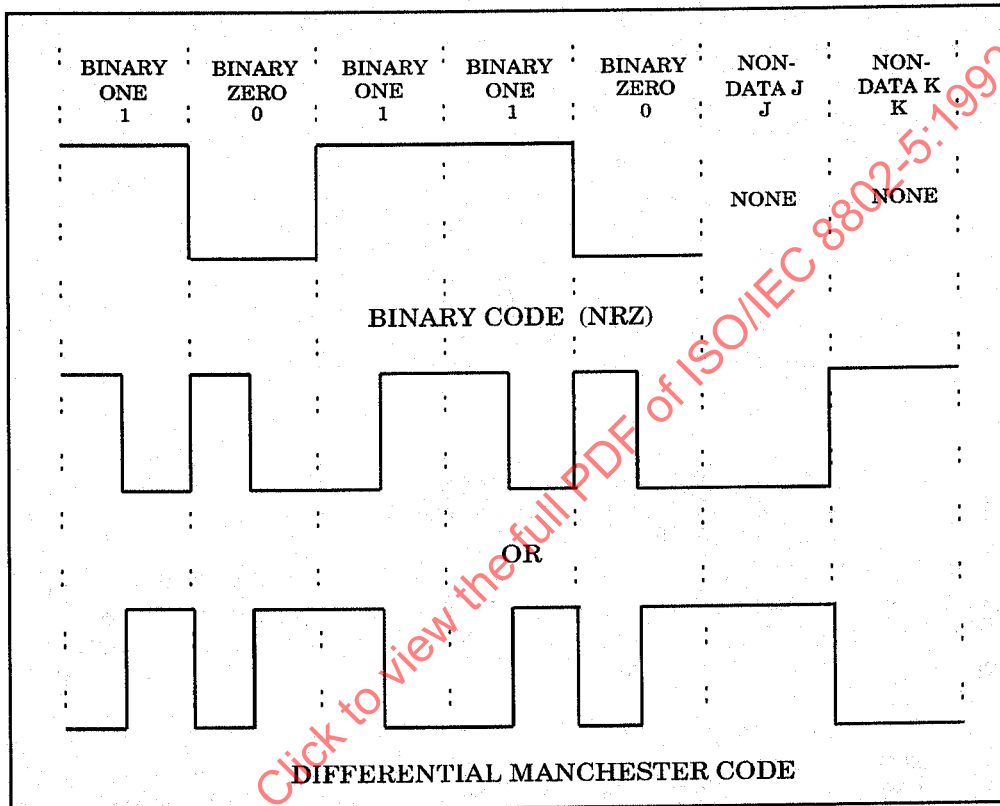 BINARY ONE 1
BINARY ZERO 0
BINARY ONE 1
BINARY ONE 1
BINARY ZERO 0
NON-DATA J J
NON-DATA K K
NONE NONE
BINARY CODE (NRZ)
OR
DIFFERENTIAL MANCHESTER CODE
Click to view the full PDF of ISO/IEC 8802-5:1992